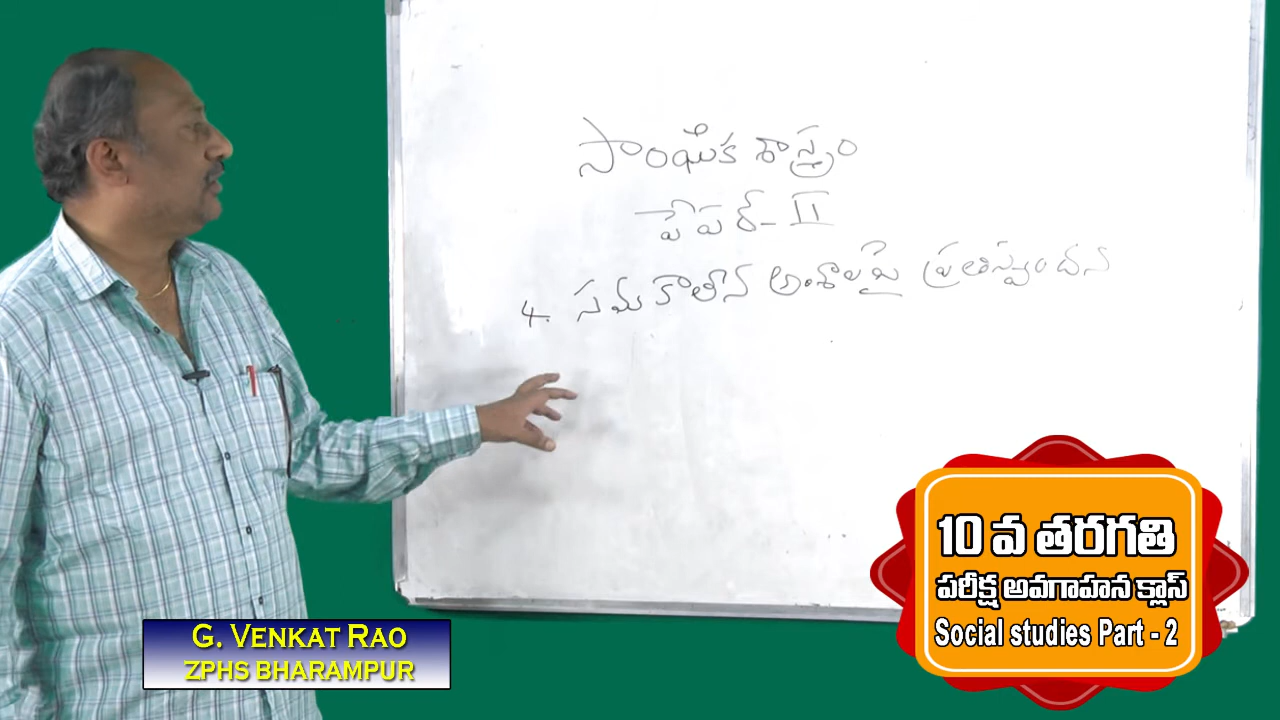 సాంఘిక శాస్త్రం
పేపర్-II
4. సమకాలీన అంశాలపై ప్రతిస్పందన
10 వ తరగతి
పరీక్ష అవగాహన క్లాస్
Social studies Part - 2
G. VENKAT RAO
ZPHS BHARAMPUR